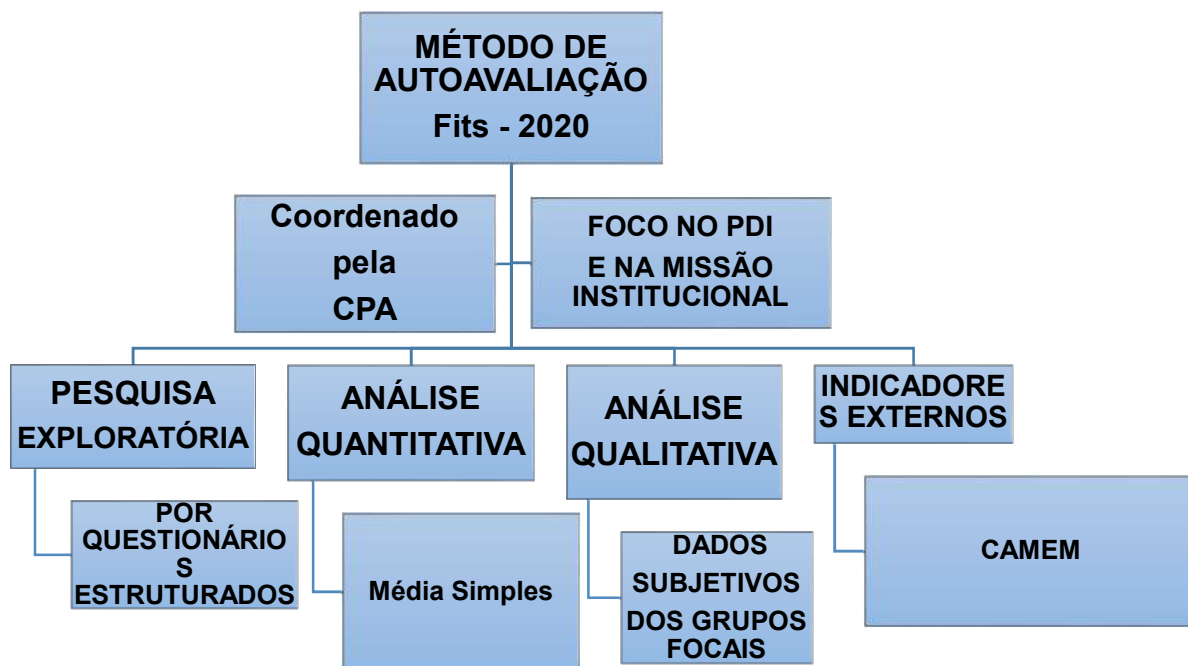 MÉTODO DE
AUTOAVALIAÇÃO
Fits - 2020
Coordenado
pela
CPA
FOCO NO PDI
E NA MISSÃO
INSTITUCIONAL
PESQUISA
EXPLORATÓRIA
ANÁLISE
QUANTITATIVA
ANÁLISE
QUALITATIVA
INDICADORE
S EXTERNOS
POR
QUESTIONÁRIO
S
ESTRUTURADOS
Média Simples
DADOS
SUBJETIVOS
DOS GRUPOS
FOCAIS
CAMEM